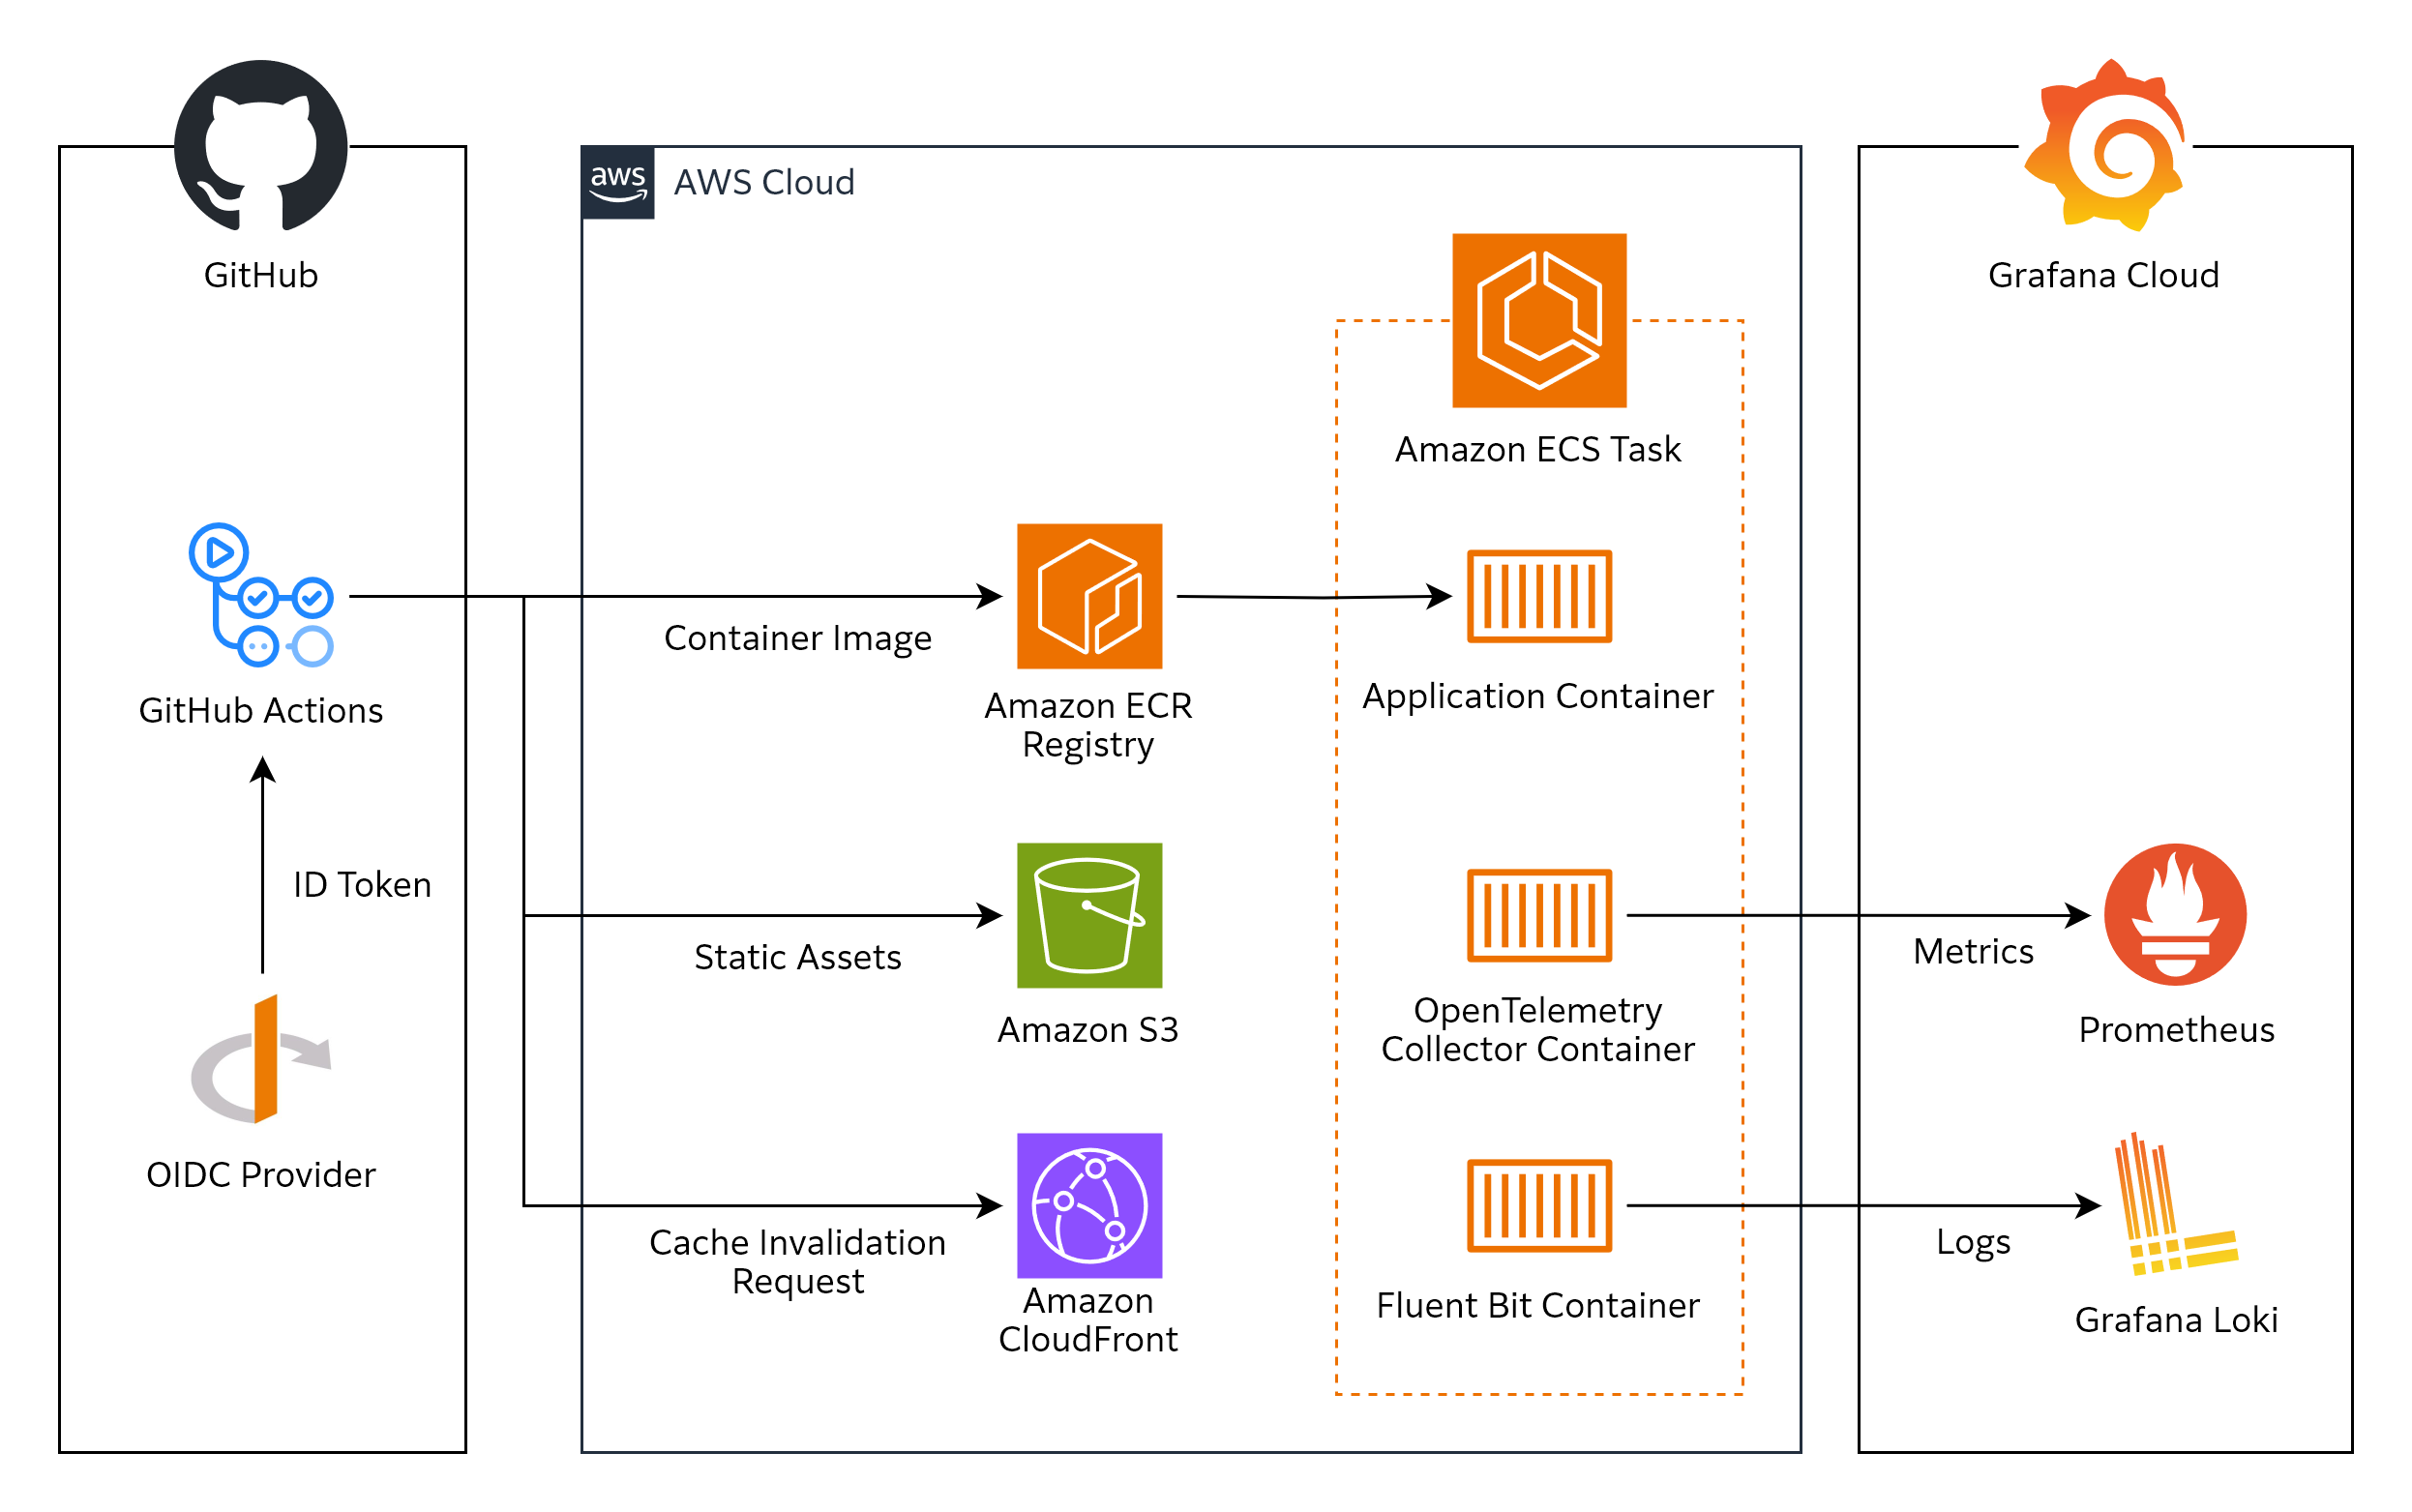 GitHub
aws
AWS Cloud
Grafana Cloud
Amazon ECS Task
Container Image
Amazon ECR
Registry
Application Container
GitHub Actions
ID Token
Static Assets
Amazon S3
OpenTelemetry
Collector Container
Metrics
Prometheus
OIDC Provider
Cache Invalidation
Request
Amazon
CloudFront
Fluent Bit Container
Logs
Grafana Loki